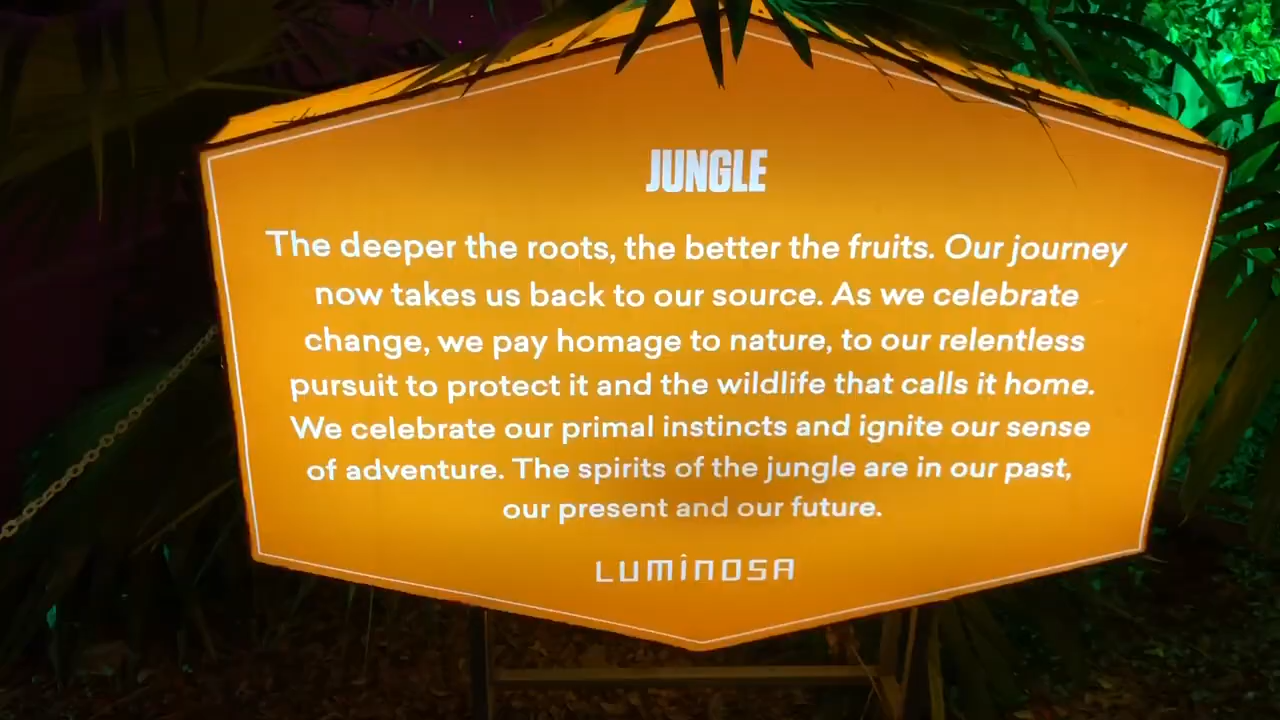 JUNGLE
The deeper the roots, the better the fruits. Our journey
now takes us back to our source. As we celebrate
change, we pay homage to nature, to our relentless
pursuit to protect it and the wildlife that calls it home.
We celebrate our primal instincts and ignite our sense
of adventure. The spirits of the jungle are in our past,
our present and our future.
LUMÎNOSA